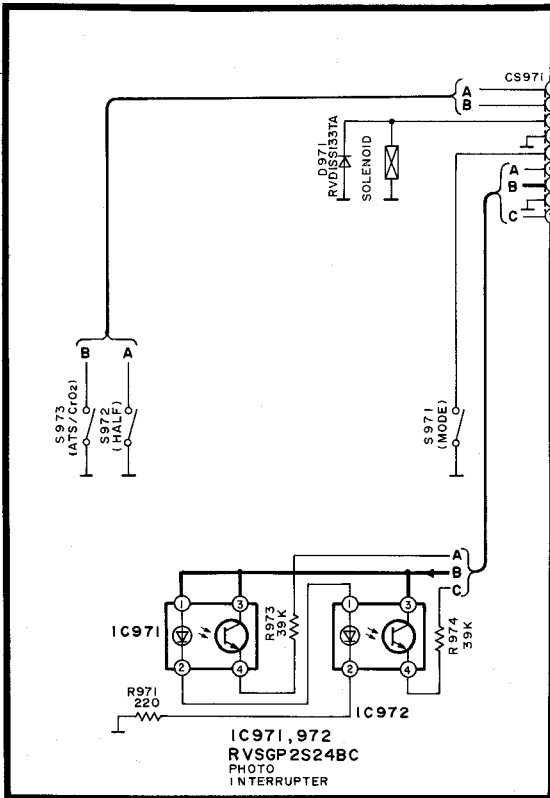 CS971
A
B
D971
RVD1SS133TA
SOLENOID
A
B
C
B A
S973
(ATS/CrO2)
S972
(HALF)
S971
(MODE)
A
B
C
1 3
1 3
IC971
R973
39K
R974
39K
2 4
2 4
R971
220
IC972
IC971,972
RVSGP2S24BC
PHOTO
INTERRUPTER